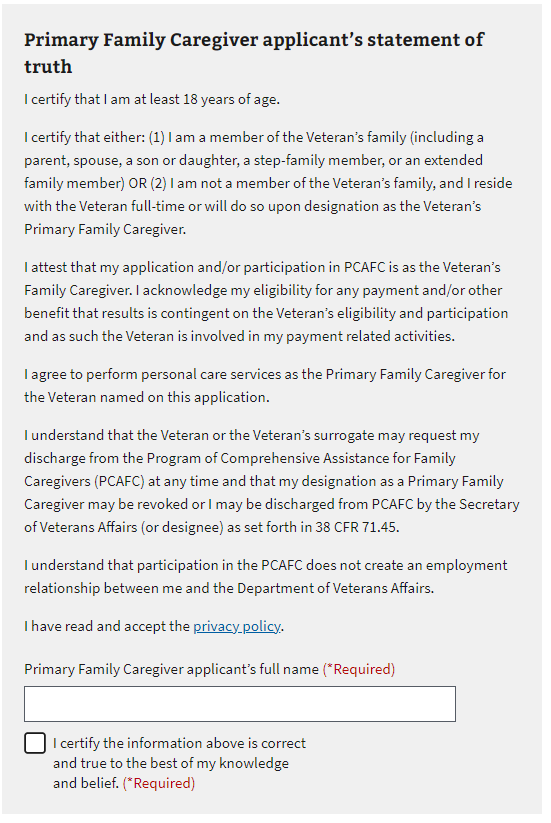 Primary Family Caregiver applicant’s statement of
truth
I certify that I am at least 18 years of age.
I certify that either: (1) I am a member of the Veteran’s family (including a
parent, spouse, a son or daughter, a step-family member, or an extended
family member) OR (2) I am not a member of the Veteran’s family, and I reside
with the Veteran full-time or will do so upon designation as the Veteran’s
Primary Family Caregiver.
I attest that my application and/or participation in PCAFC is as the Veteran’s
Family Caregiver. I acknowledge my eligibility for any payment and/or other
benefit that results is contingent on the Veteran’s eligibility and participation
and as such the Veteran is involved in my payment related activities.
I agree to perform personal care services as the Primary Family Caregiver for
the Veteran named on this application.
I understand that the Veteran or the Veteran’s surrogate may request my
discharge from the Program of Comprehensive Assistance for Family
Caregivers (PCAFC) at any time and that my designation as a Primary Family
Caregiver may be revoked or I may be discharged from PCAFC by the Secretary
of Veterans Affairs (or designee) as set forth in 38 CFR 71.45.
I understand that participation in the PCAFC does not create an employment
relationship between me and the Department of Veterans Affairs.
I have read and accept the privacy policy.
Primary Family Caregiver applicant’s full name (*Required)
I certify the information above is correct
and true to the best of my knowledge
and belief. (*Required)